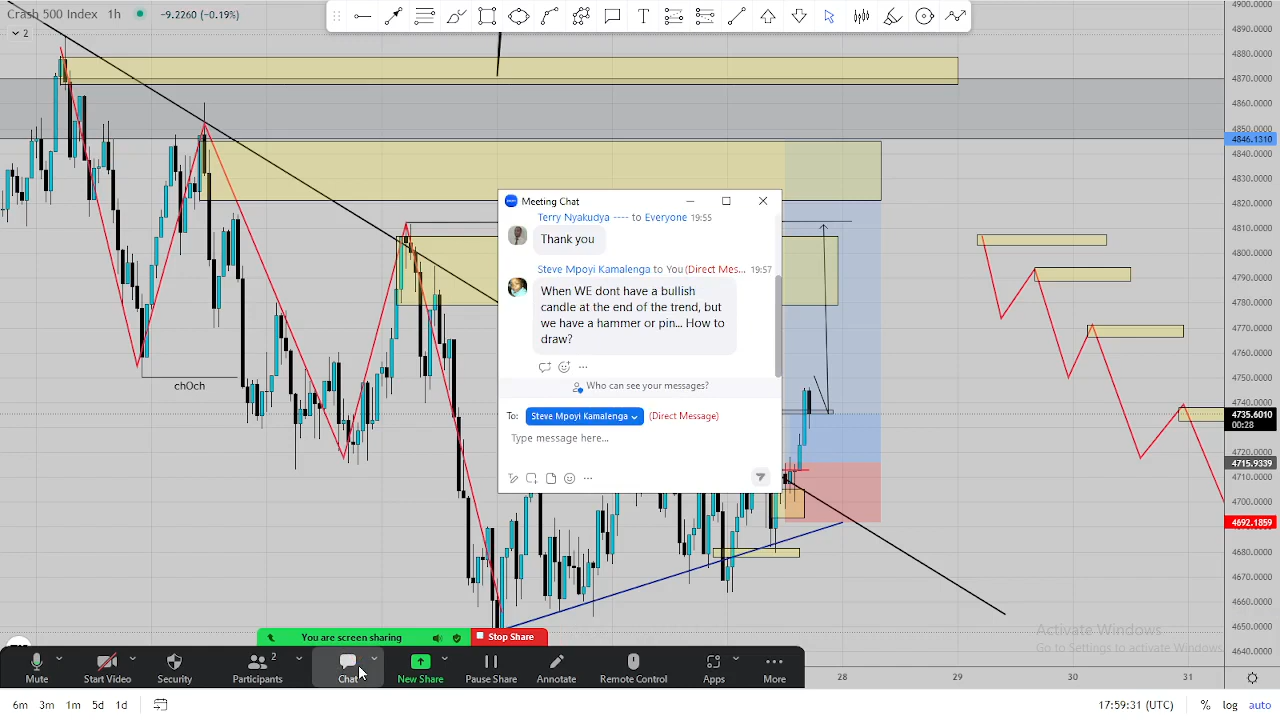 Crash 500 Index 1h −9.2260 (−0.19%)
2
4900.0000
4890.0000
4880.0000
4870.0000
4860.0000
4850.0000
4846.1310
4840.0000
4830.0000
4820.0000
4810.0000
4800.0000
4790.0000
4780.0000
4770.0000
4760.0000
4750.0000
4740.0000
4735.6010
00:28
4720.0000
4715.9339
4710.0000
4700.0000
4692.1859
4680.0000
4670.0000
4660.0000
4650.0000
4640.0000
Meeting Chat
Terry Nyakudya ---- to Everyone 19:55
Thank you
Steve Mpoyi Kamalenga to You (Direct Mes... 19:57
When WE dont have a bullish
candle at the end of the trend, but
we have a hammer or pin... How to
draw?
Who can see your messages?
To: Steve Mpoyi Kamalenga (Direct Message)
Type message here...
chOch
You are screen sharing Stop Share
Activate Windows
Go to Settings to activate Windows
Mute Start Video Security Participants 2 Chat New Share Pause Share Annotate Remote Control Apps More
28 29 30 31
6m 3m 1m 5d 1d 17:59:31 (UTC) % log auto